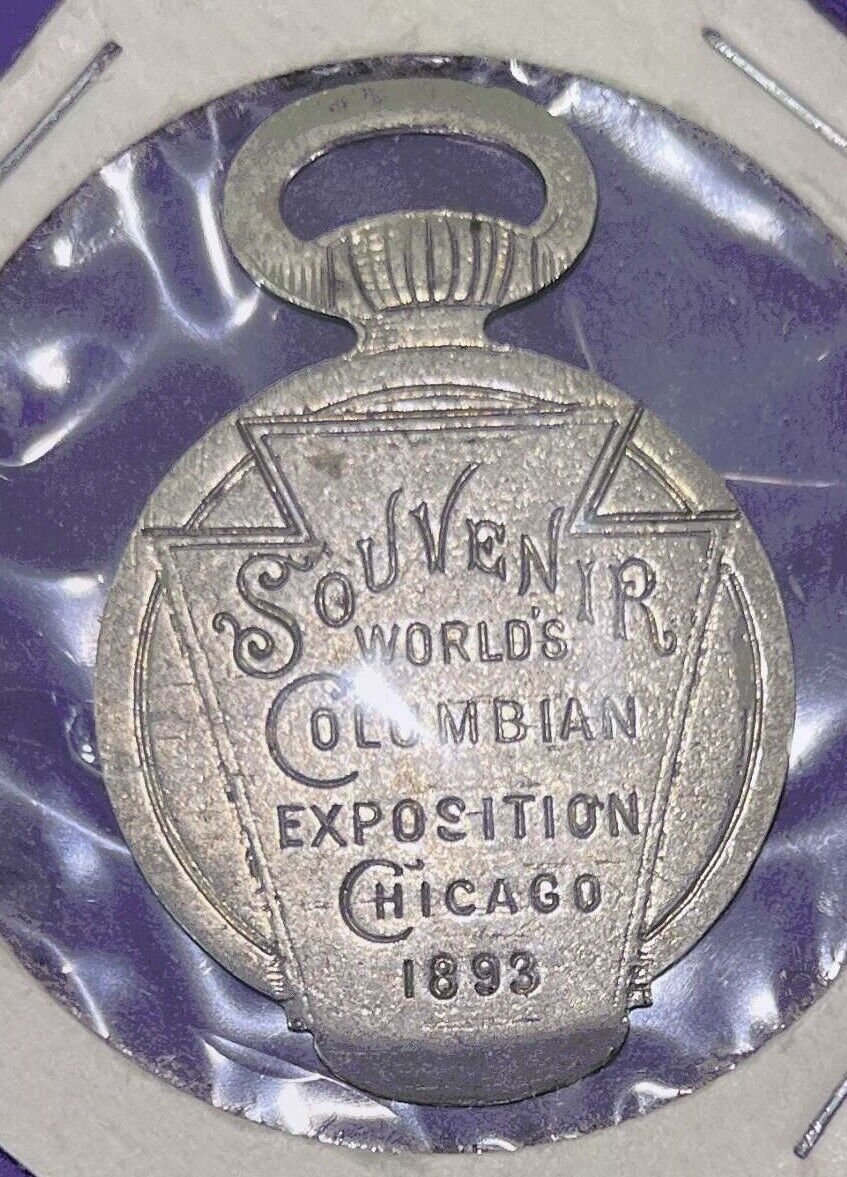 SOUVENIR
WORLD'S
COLUMBIAN
EXPOSITION
CHICAGO
1893